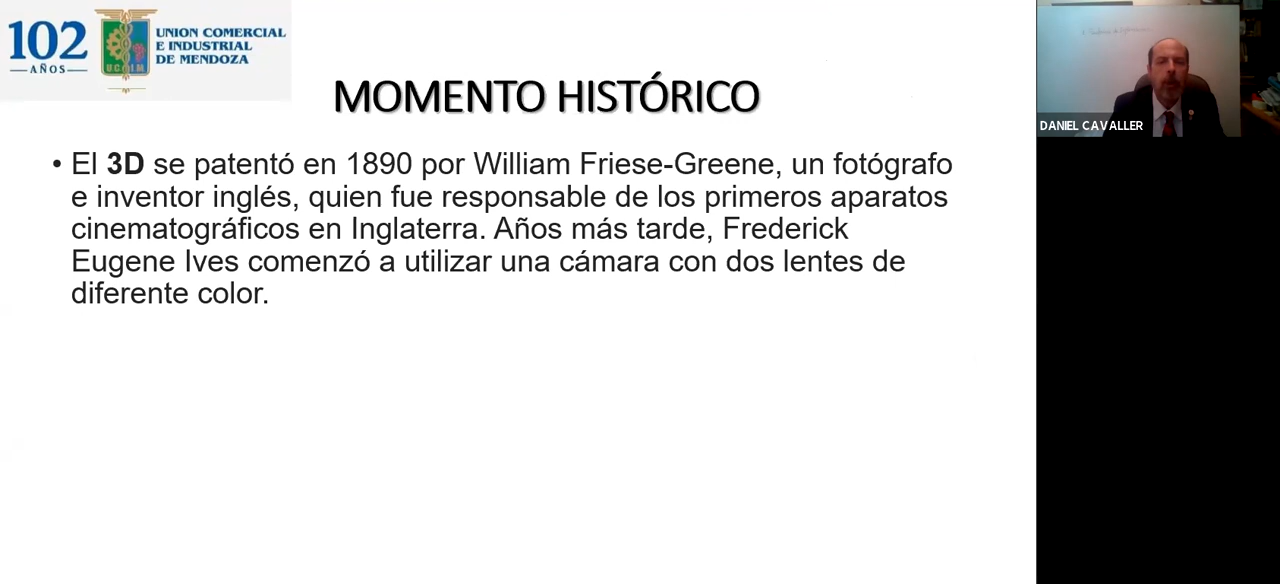 102
AÑOS
U.C.I.M
UNION COMERCIAL
E INDUSTRIAL
DE MENDOZA
MOMENTO HISTÓRICO
• El 3D se patentó en 1890 por William Friese-Greene, un fotógrafo
e inventor inglés, quien fue responsable de los primeros aparatos
cinematográficos en Inglaterra. Años más tarde, Frederick
Eugene Ives comenzó a utilizar una cámara con dos lentes de
diferente color.
DANIEL CAVALLER